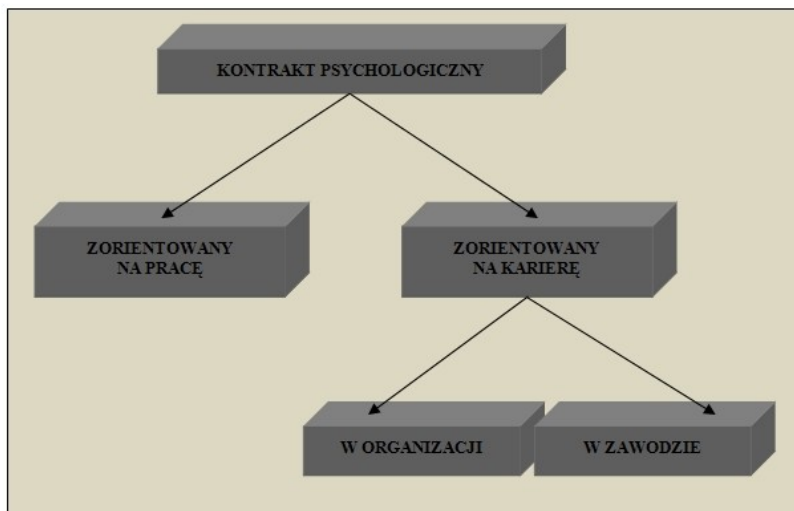 KONTRAKT PSYCHOLOGICZNY
ZORIENTOWANY
NA PRACĘ
ZORIENTOWANY
NA KARIERĘ
W ORGANIZACJI
W ZAWODZIE